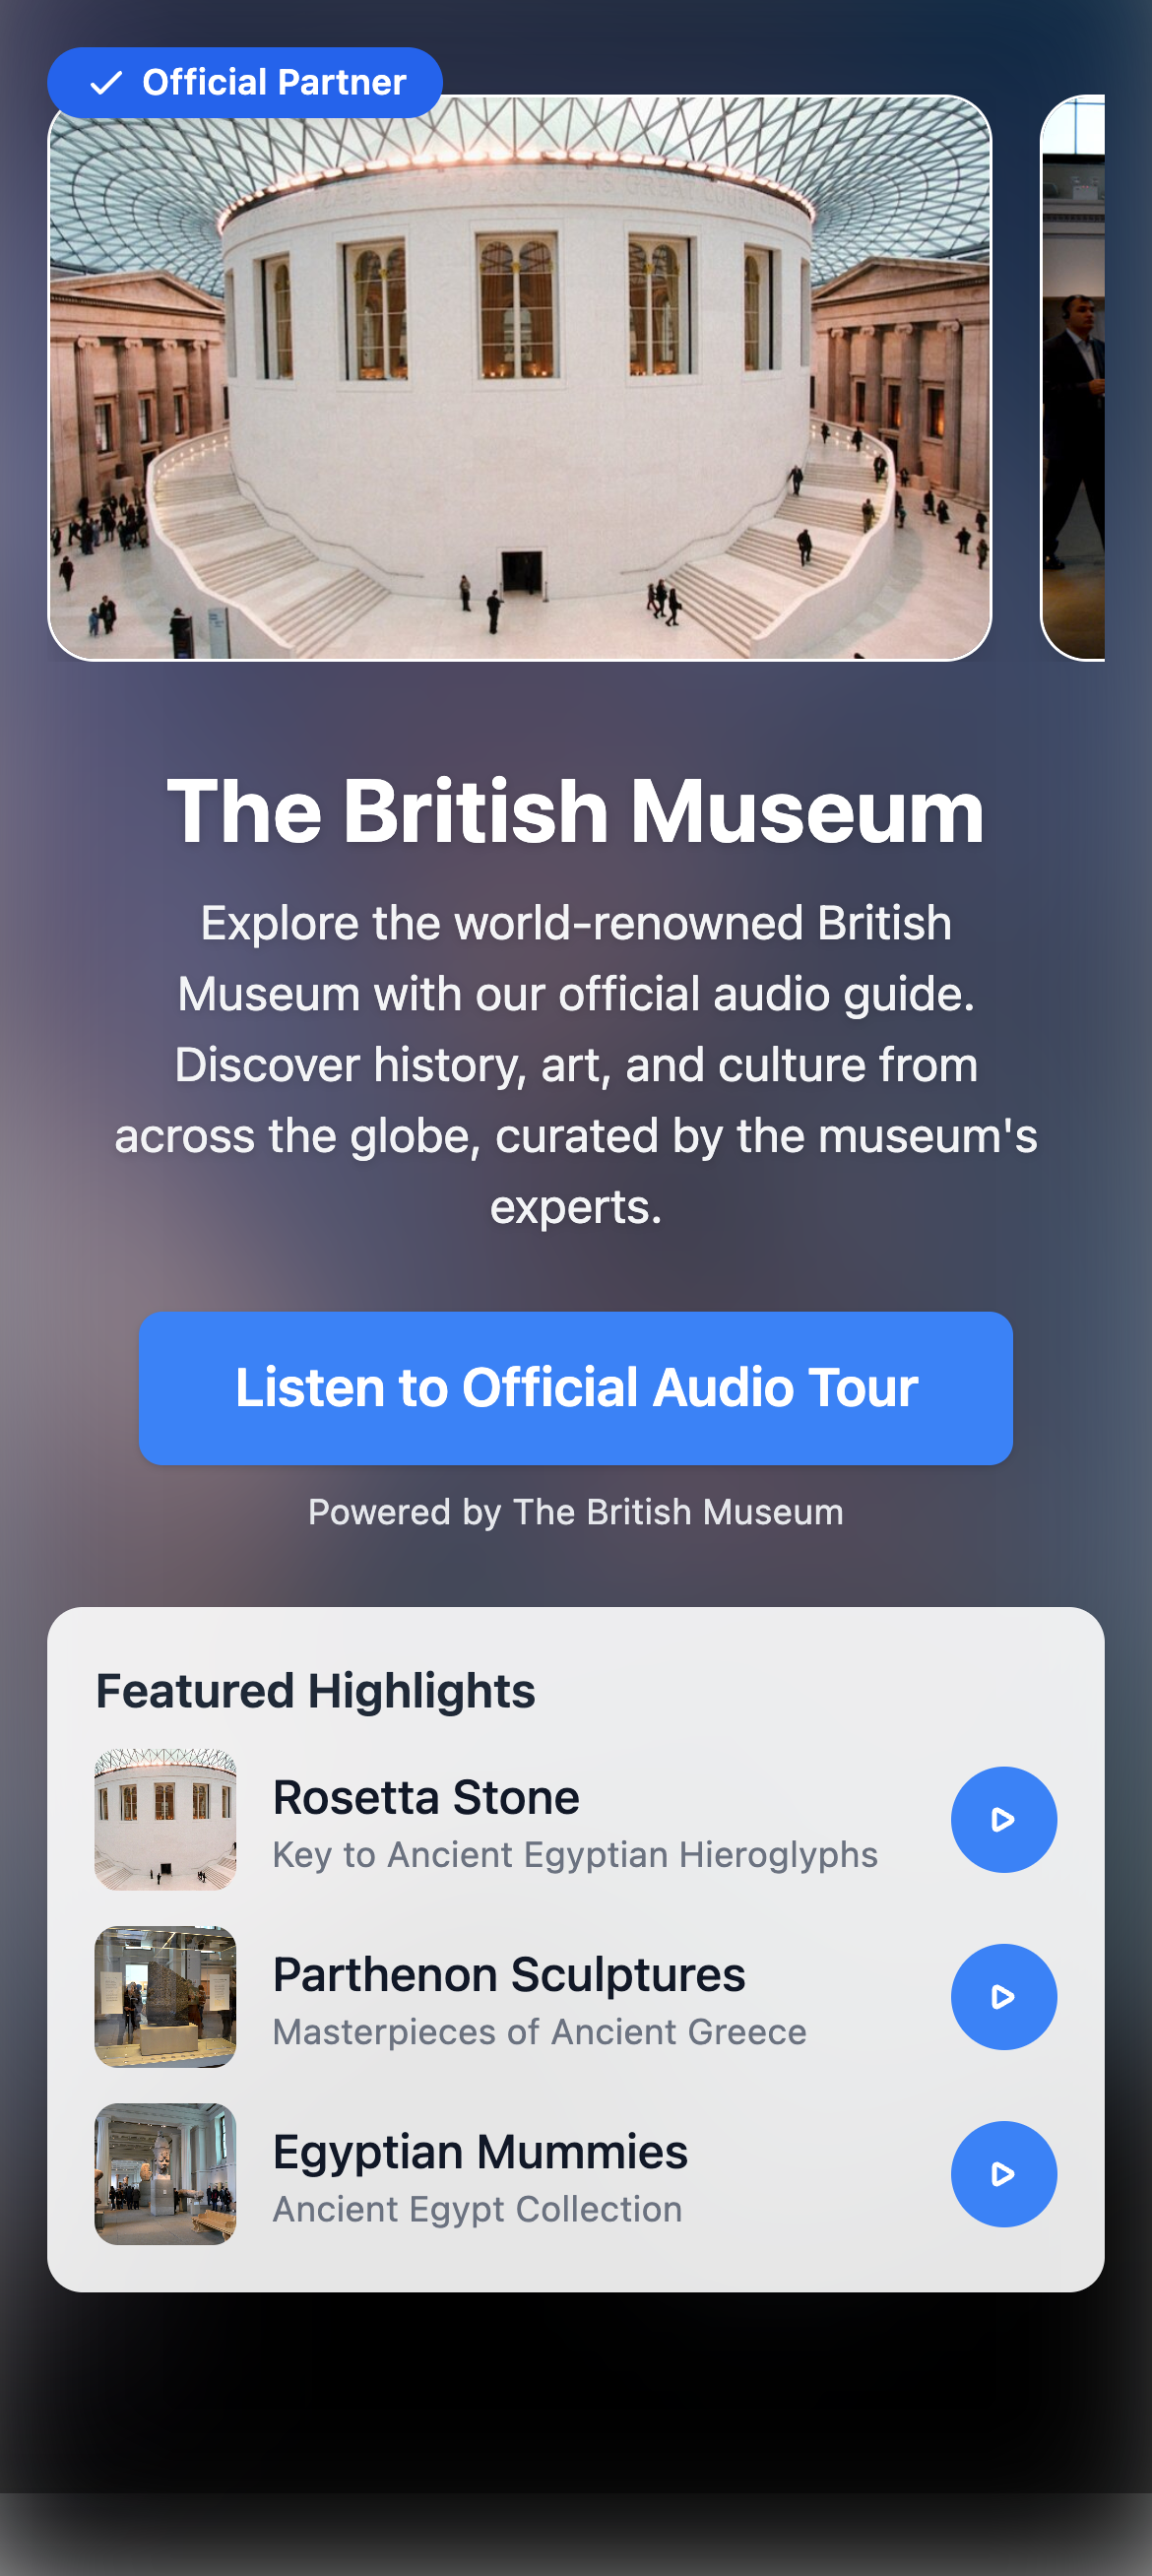 Official Partner
The British Museum
Explore the world-renowned British
Museum with our official audio guide.
Discover history, art, and culture from
across the globe, curated by the museum's
experts.
Listen to Official Audio Tour
Powered by The British Museum
Featured Highlights
Rosetta Stone
Key to Ancient Egyptian Hieroglyphs
Parthenon Sculptures
Masterpieces of Ancient Greece
Egyptian Mummies
Ancient Egypt Collection